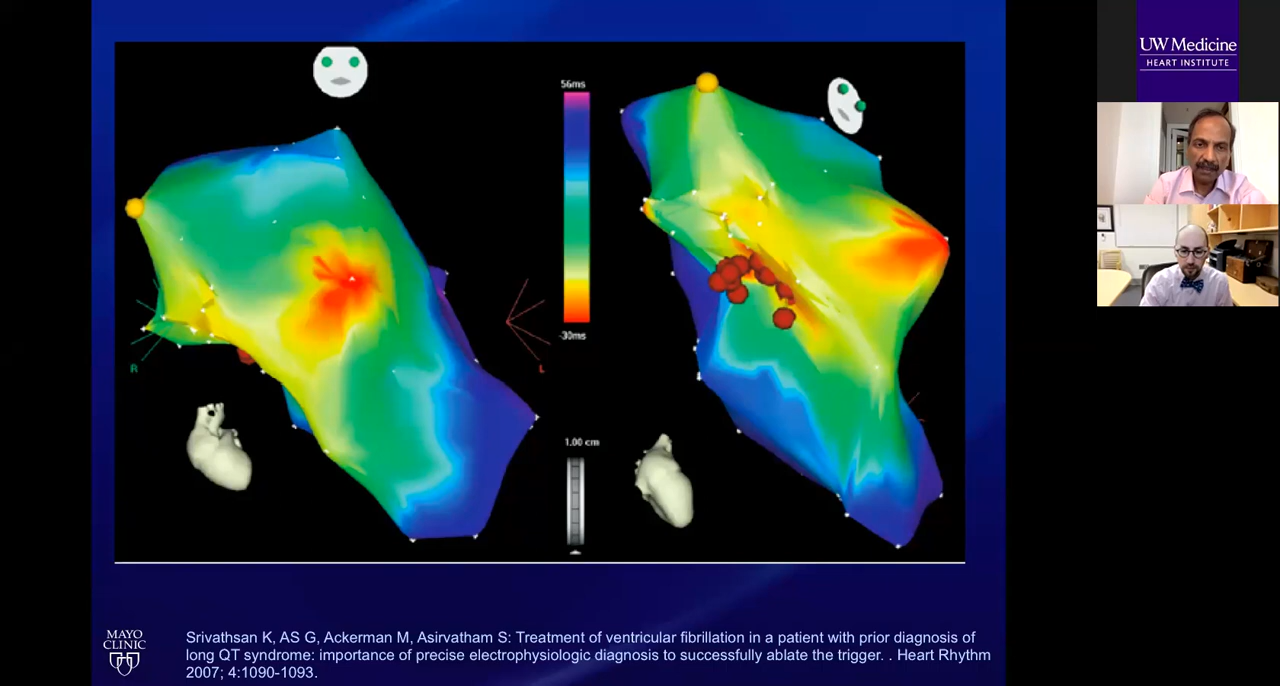 56ms
-30ms
R
L
1.00 cm
UW Medicine
HEART INSTITUTE
MAYO
CLINIC
Srivathsan K, AS G, Ackerman M, Asirvatham S: Treatment of ventricular fibrillation in a patient with prior diagnosis of
long QT syndrome: importance of precise electrophysiologic diagnosis to successfully ablate the trigger. . Heart Rhythm
2007; 4:1090-1093.